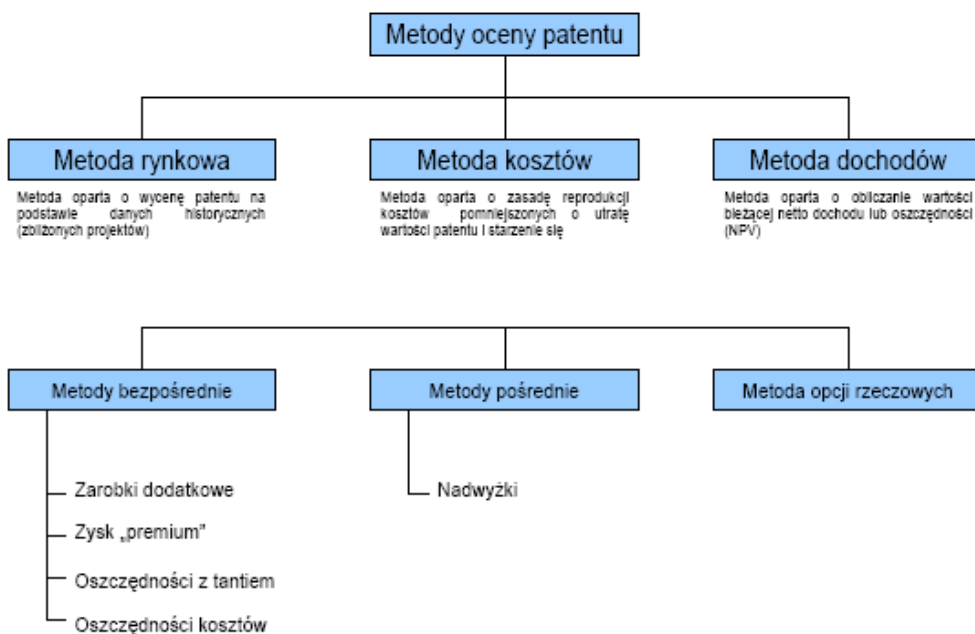 Metody oceny patentu
Metoda rynkowa
Metoda oparta o wycenę patentu na
podstawie danych historycznych
(zbliżonych projektów)
Metoda kosztów
Metoda oparta o zasadę reprodukcji
kosztów pomniejszonych o utratę
wartości patentu i starzenie się
Metoda dochodów
Metoda oparta o obliczanie wartości
bieżącej netto dochodu lub oszczędności
(NPV)
Metody bezpośrednie
Zarobki dodatkowe
Zysk „premium”
Oszczędności z tantiem
Oszczędności kosztów
Metody pośrednie
Nadwyżki
Metoda opcji rzeczowych